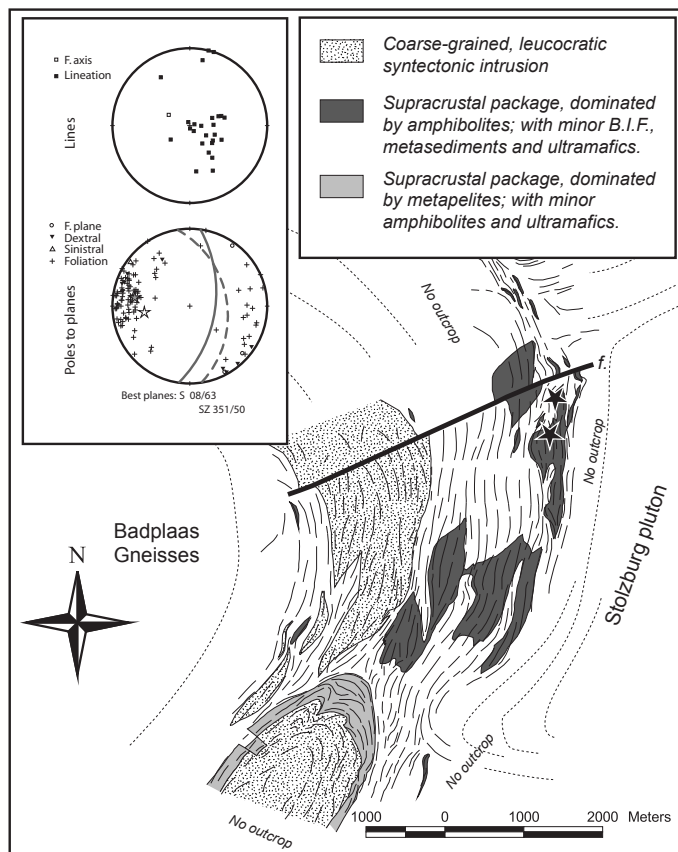 F. axis
Lineation
Lines
F. plane
Dextral
Sinistral
Foliation
Poles to planes
Best planes: S 08/63
SZ 351/50
Coarse-grained, leucocratic
syntectonic intrusion
Supracrustal package, dominated
by amphibolites; with minor B.I.F.,
metasediments and ultramafics.
Supracrustal package, dominated
by metapelites; with minor
amphibolites and ultramafics.
No outcrop
f.
No outcrop
Badplaas
Gneisses
Stolzburg pluton
N
No outcrop
No outcrop
1000 0 1000 2000 Meters